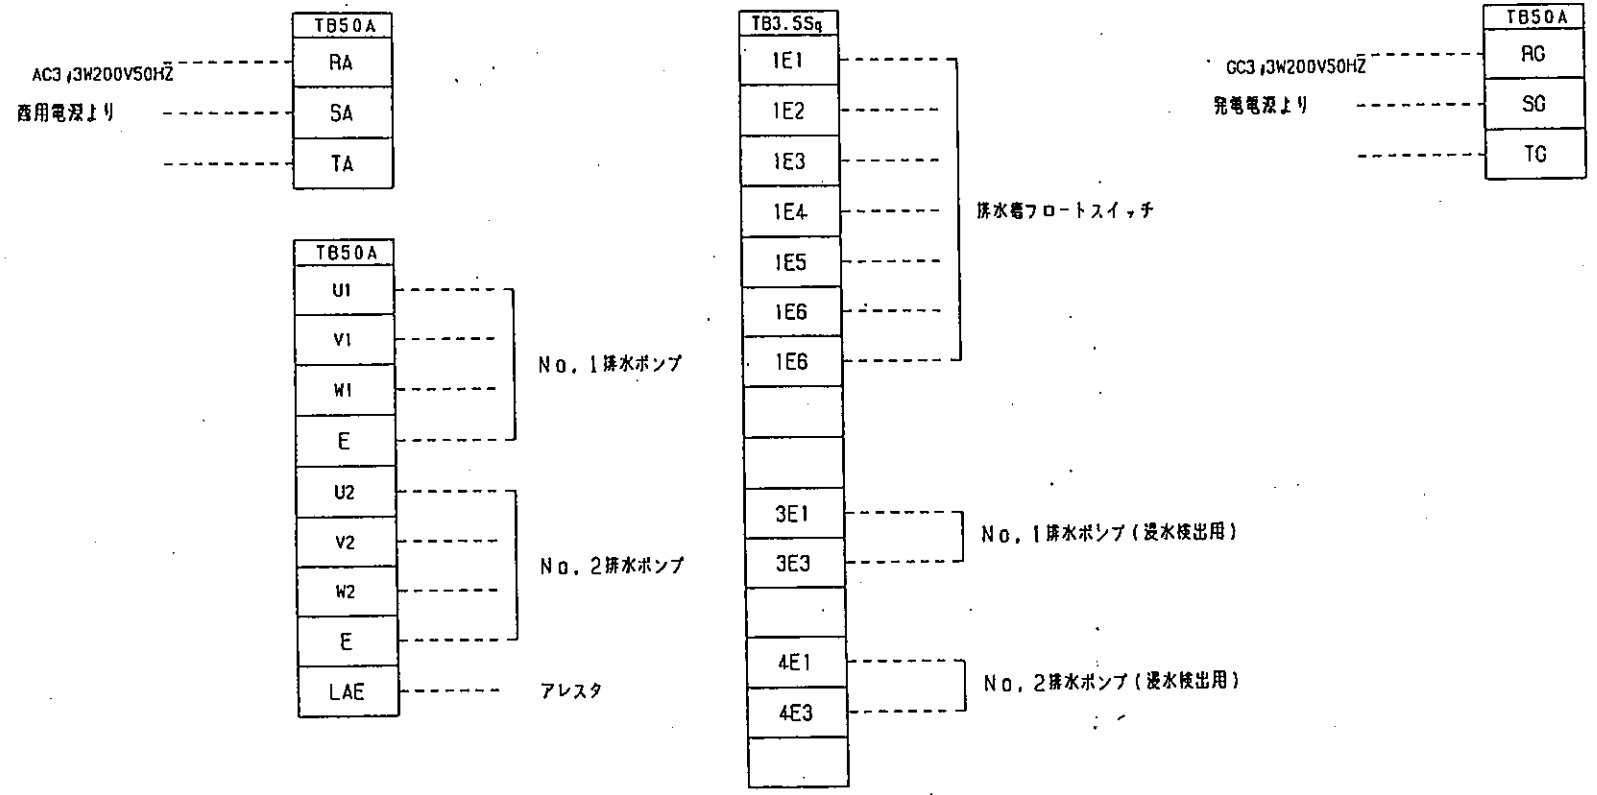 TB50A
RA
AC3φ3W200V50HZ
商用電源より
SA
TA
TB50A
U1
V1
No. 1排水ポンプ
W1
E
U2
V2
No. 2排水ポンプ
W2
E
LAE
アレスタ
TB3.5Sq
1E1
1E2
1E3
1E4
排水槽フロートスイッチ
1E5
1E6
1E6
3E1
No. 1排水ポンプ(浸水検出用)
3E3
4E1
No. 2排水ポンプ(浸水検出用)
4E3
TB50A
RG
GC3φ3W200V50HZ
発電電源より
SG
TG